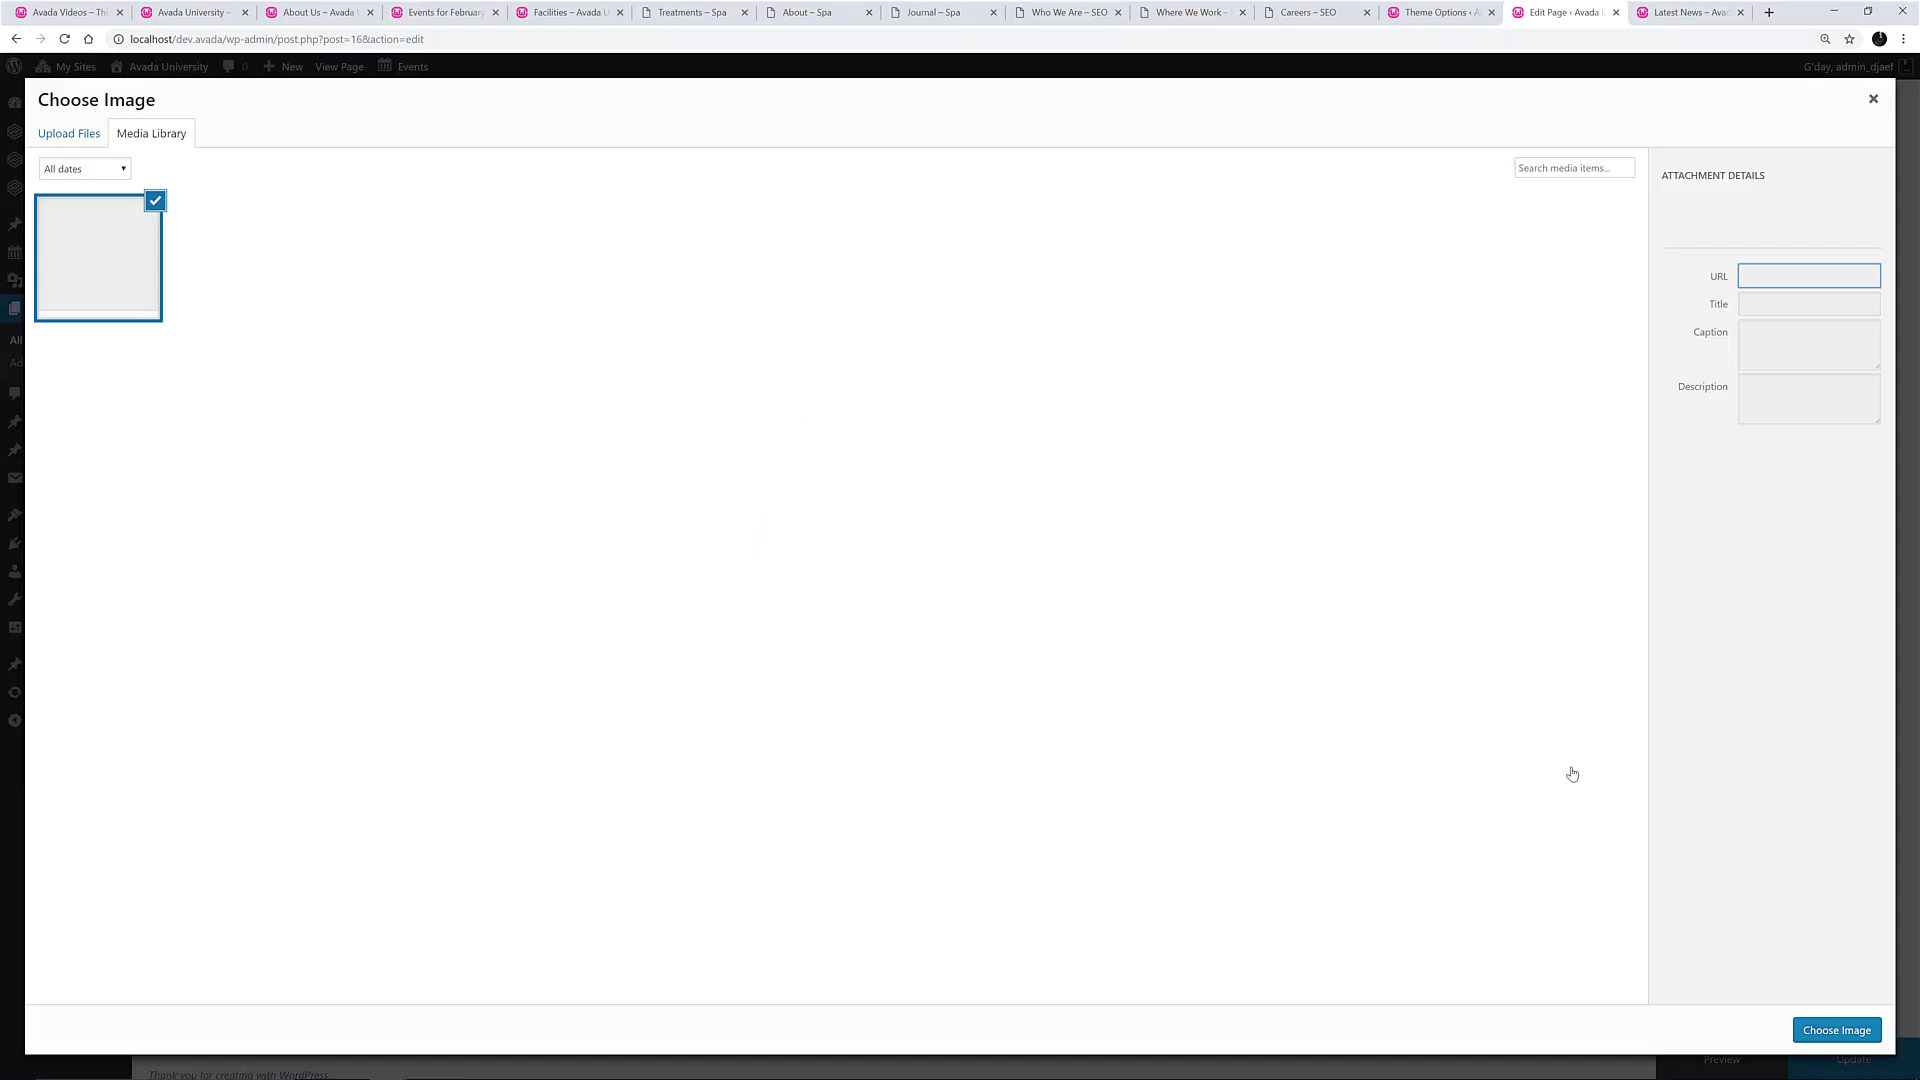 Avada Videos – Th
Avada University –
About Us – Avada
Events for February
Facilities – Avada U
Treatments – Spa
About – Spa
Journal – Spa
Who We Are – SEO
Where We Work –
Careers – SEO
Theme Options ‹ A
Edit Page ‹ Avada
Latest News – Avad
localhost/dev.avada/wp-admin/post.php?post=16&action=edit
My Sites
Avada University
0
New
View Page
Events
G'day, admin_djaef
Choose Image
Upload Files
Media Library
All dates
Search media items...
ATTACHMENT DETAILS
URL
Title
Caption
Description
All
Ad
Choose Image
Preview
Update
Thank you for creating with WordPress.